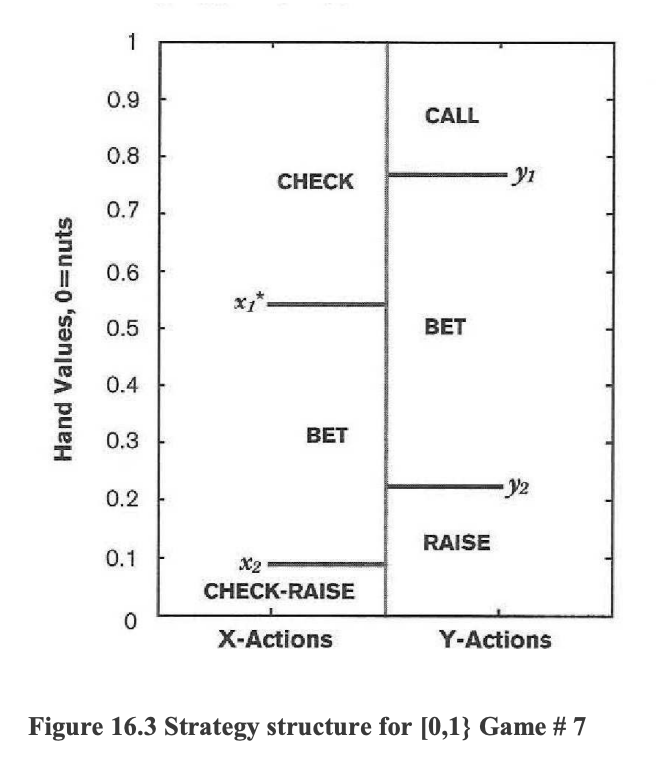 1
0.9
CALL
0.8
CHECK
y1
0.7
0.6
x1*
BET
0.5
0.4
BET
0.3
y2
0.2
RAISE
0.1
x2
CHECK-RAISE
0
Hand Values, 0=nuts
X-Actions
Y-Actions
Figure 16.3 Strategy structure for [0,1} Game # 7